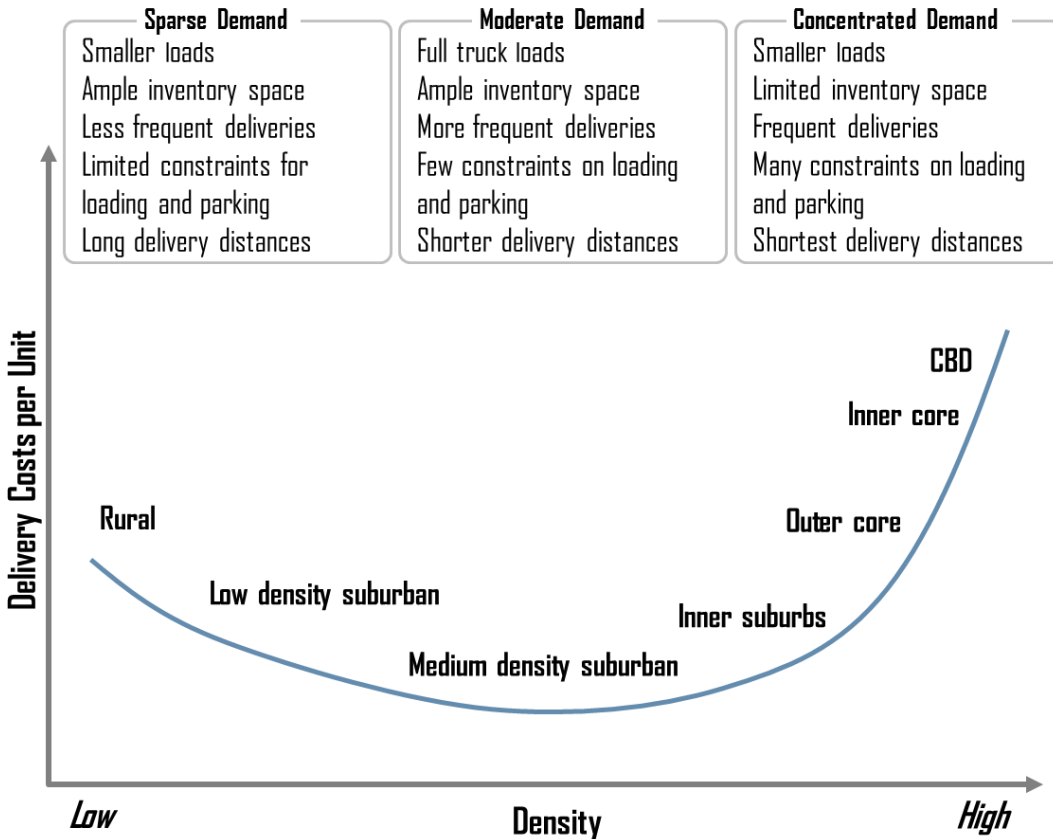 Sparse Demand
Smaller loads
Ample inventory space
Less frequent deliveries
Limited constraints for
loading and parking
Long delivery distances
Moderate Demand
Full truck loads
Ample inventory space
More frequent deliveries
Few constraints on loading
and parking
Shorter delivery distances
Concentrated Demand
Smaller loads
Limited inventory space
Frequent deliveries
Many constraints on loading
and parking
Shortest delivery distances
Delivery Costs per Unit
CBD
Inner core
Rural
Outer core
Low density suburban
Inner suburbs
Medium density suburban
Low
Density
High